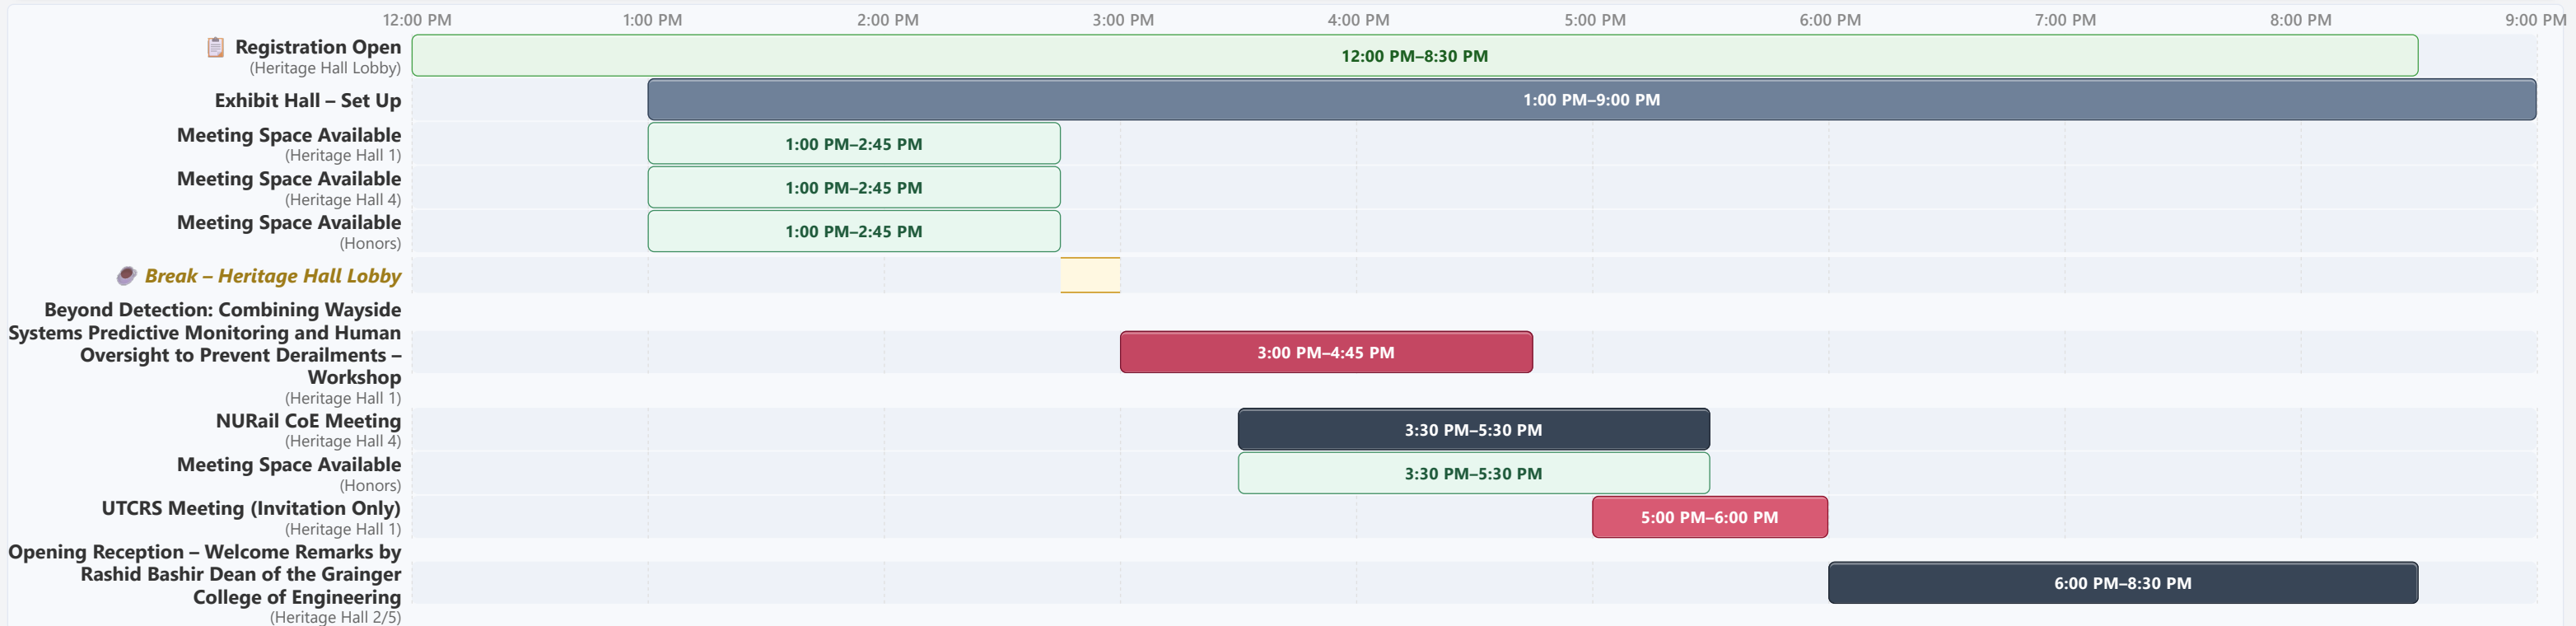 12:00 PM 1:00 PM 2:00 PM 3:00 PM 4:00 PM 5:00 PM 6:00 PM 7:00 PM 8:00 PM 9:00 PM
Registration Open
(Heritage Hall Lobby)
12:00 PM–8:30 PM
Exhibit Hall – Set Up
1:00 PM–9:00 PM
Meeting Space Available
(Heritage Hall 1)
1:00 PM–2:45 PM
Meeting Space Available
(Heritage Hall 4)
1:00 PM–2:45 PM
Meeting Space Available
(Honors)
1:00 PM–2:45 PM
Break – Heritage Hall Lobby
Beyond Detection: Combining Wayside
Systems Predictive Monitoring and Human
Oversight to Prevent Derailments –
Workshop
(Heritage Hall 1)
3:00 PM–4:45 PM
NURail CoE Meeting
(Heritage Hall 4)
3:30 PM–5:30 PM
Meeting Space Available
(Honors)
3:30 PM–5:30 PM
UTCRS Meeting (Invitation Only)
(Heritage Hall 1)
5:00 PM–6:00 PM
Opening Reception – Welcome Remarks by
Rashid Bashir Dean of the Grainger
College of Engineering
(Heritage Hall 2/5)
6:00 PM–8:30 PM